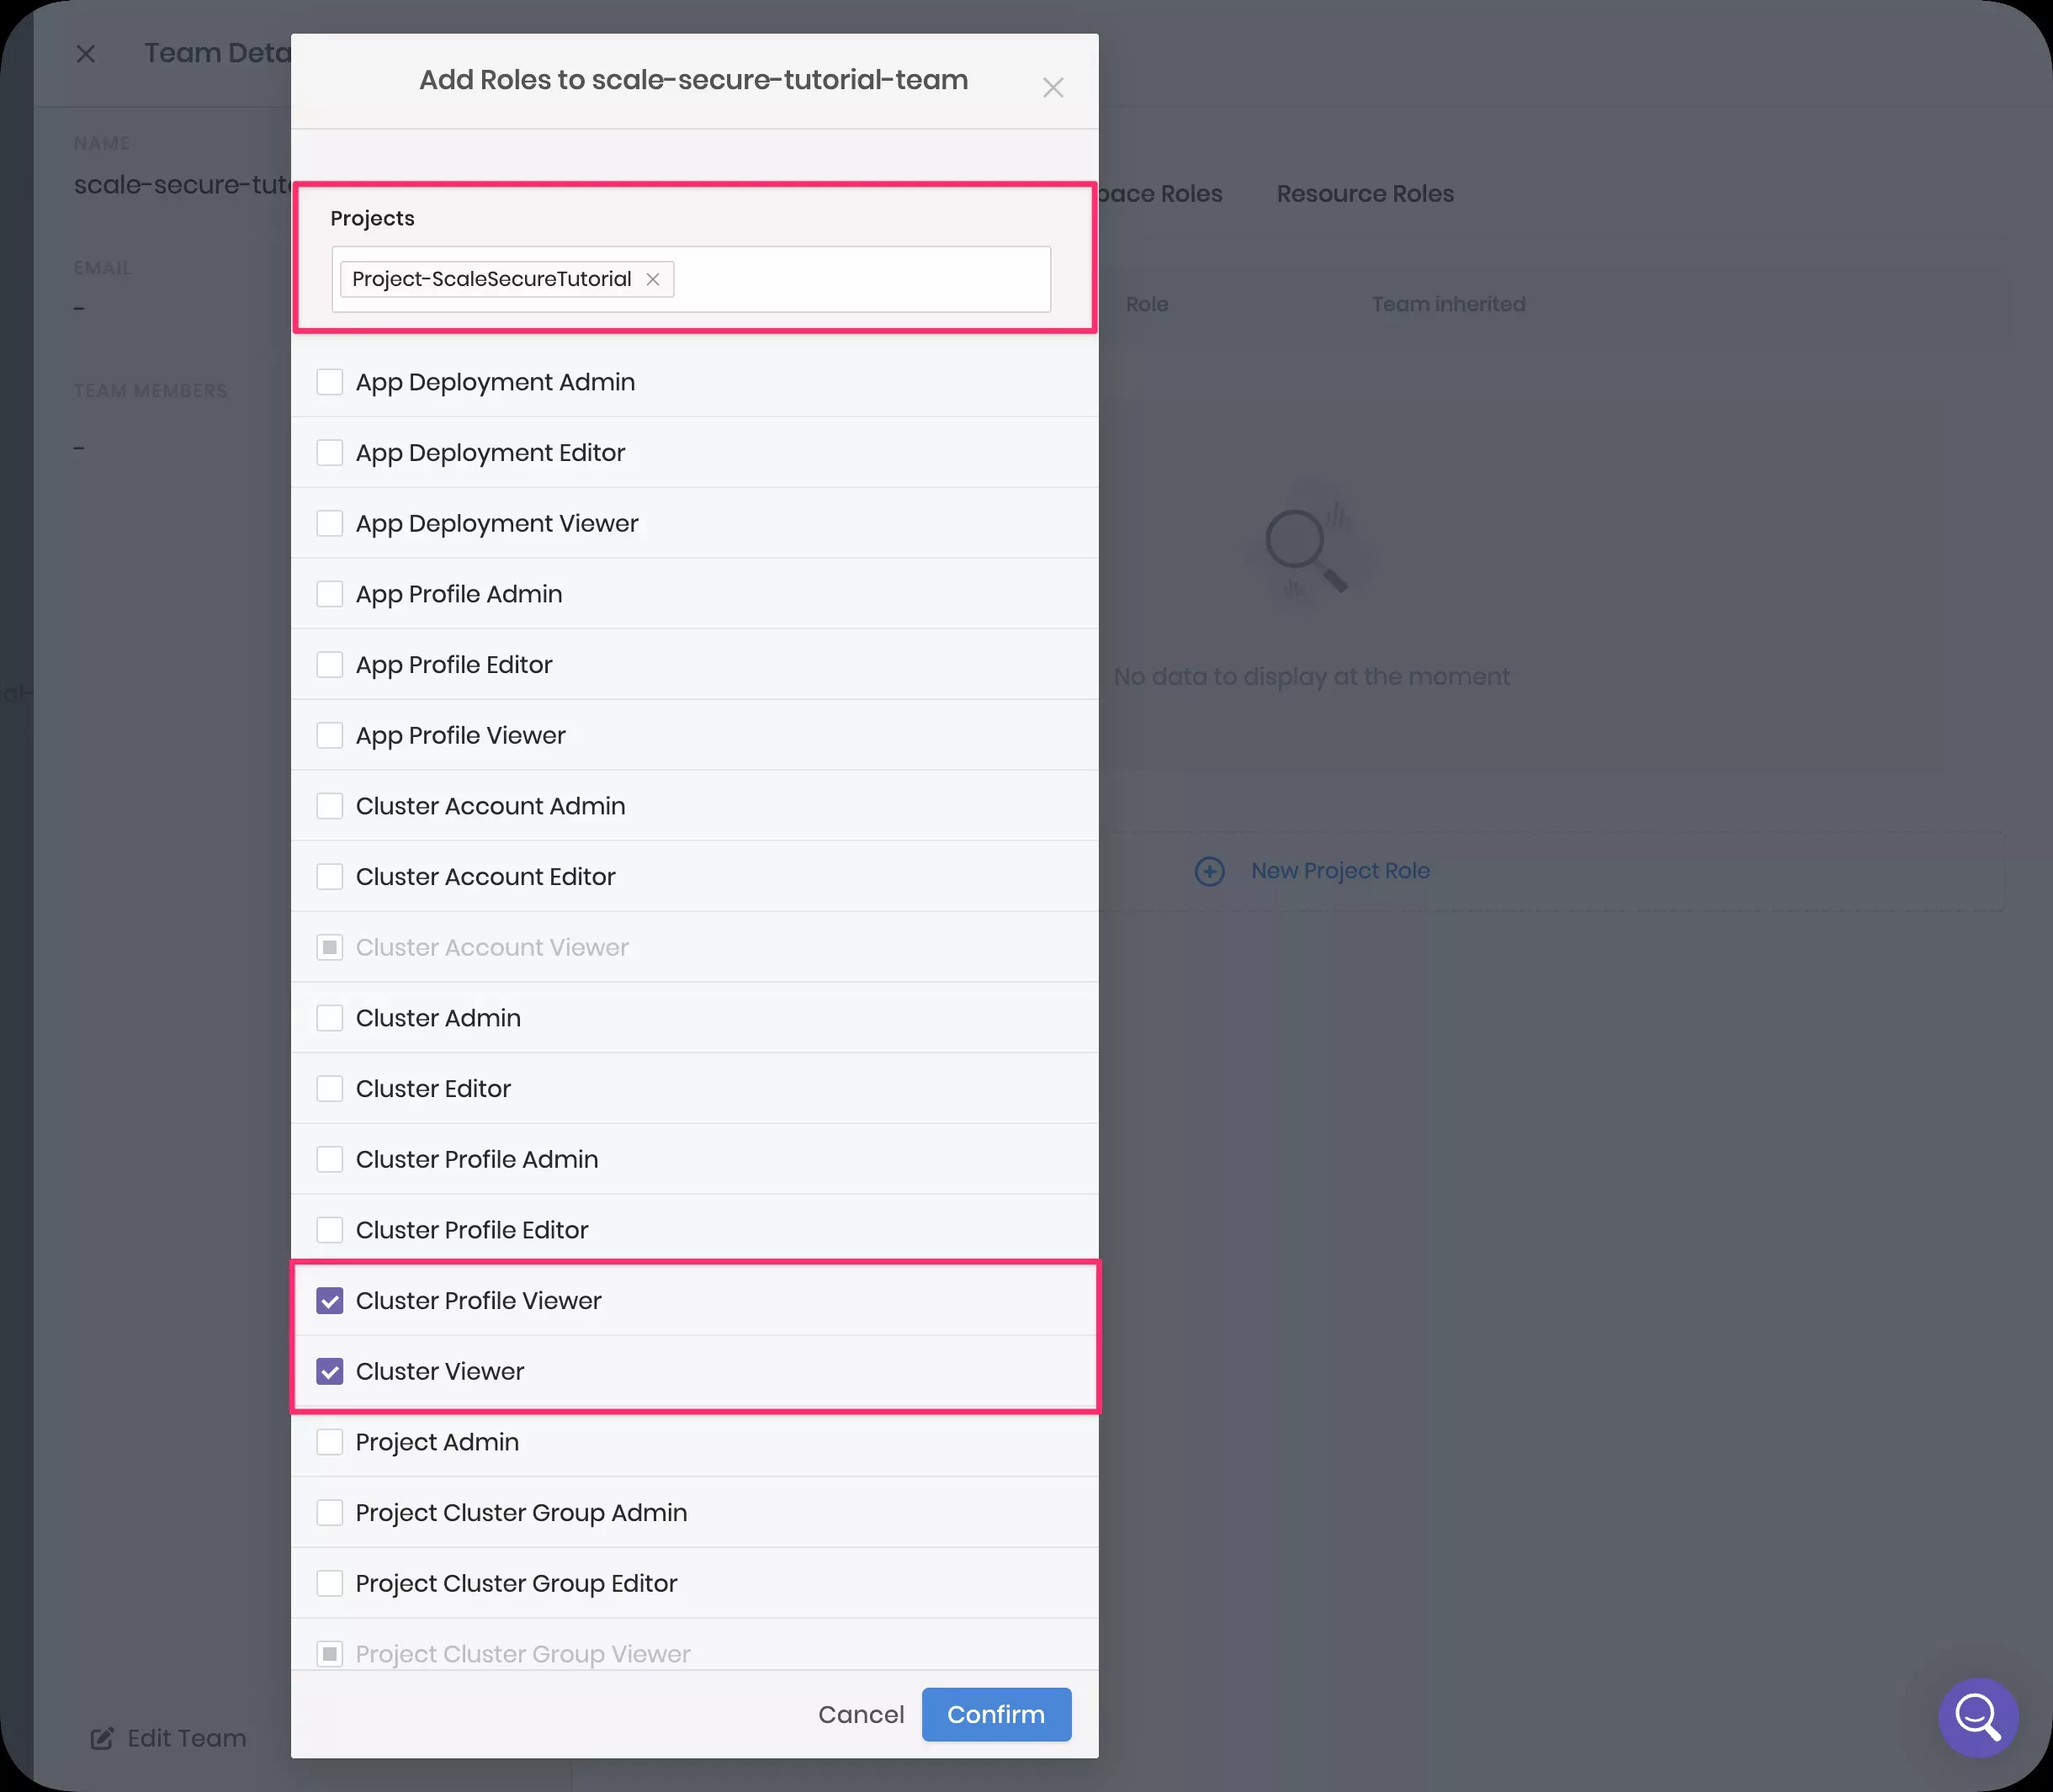 Team Deta
Add Roles to scale-secure-tutorial-team
NAME
scale-secure-tut
EMAIL
-
TEAM MEMBERS
-
pace Roles
Resource Roles
Role
Team inherited
Projects
Project-ScaleSecureTutorial
App Deployment Admin
App Deployment Editor
App Deployment Viewer
App Profile Admin
App Profile Editor
App Profile Viewer
Cluster Account Admin
Cluster Account Editor
Cluster Account Viewer
Cluster Admin
Cluster Editor
Cluster Profile Admin
Cluster Profile Editor
Cluster Profile Viewer
Cluster Viewer
Project Admin
Project Cluster Group Admin
Project Cluster Group Editor
Project Cluster Group Viewer
ial-
No data to display at the moment
New Project Role
Edit Team
Cancel
Confirm